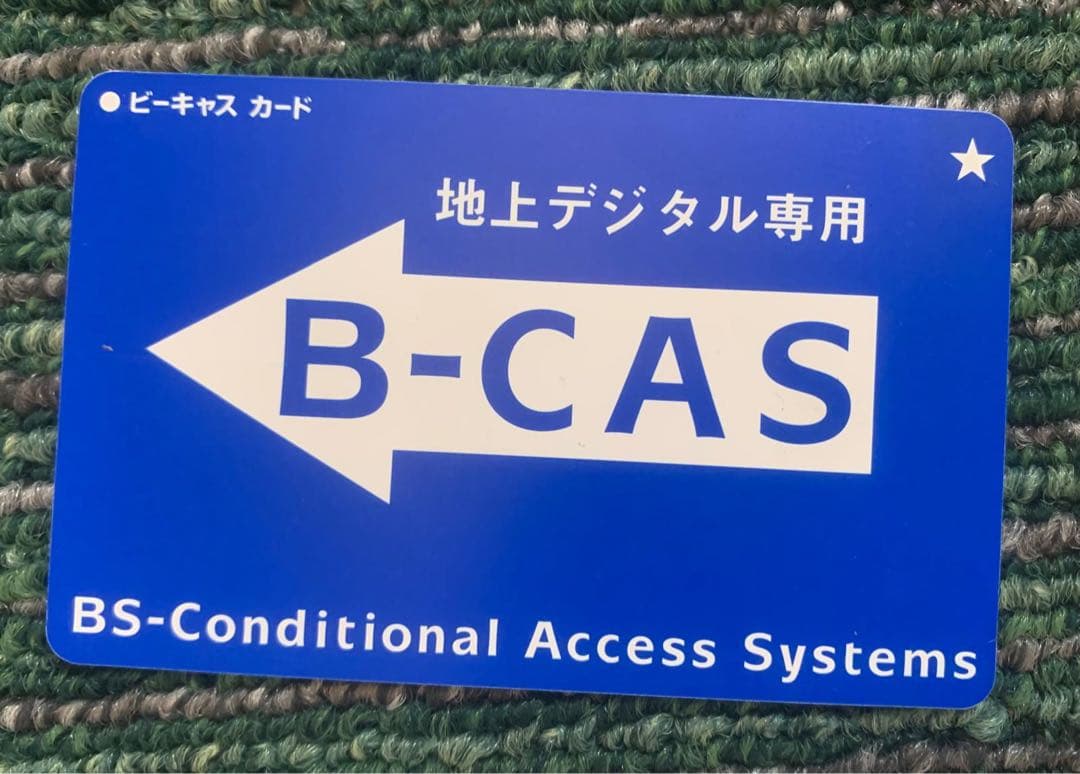 ● ビーキャス カード
★
地上デジタル専用
B-CAS
BS-Conditional Access Systems